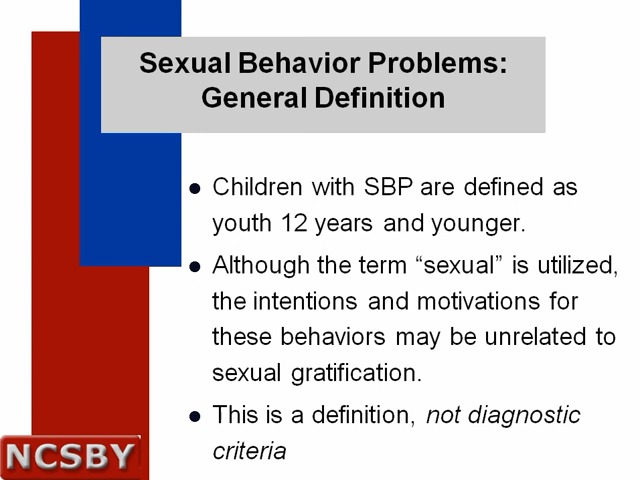 Sexual Behavior Problems:
General Definition
● Children with SBP are defined as
youth 12 years and younger.
● Although the term “sexual” is utilized,
the intentions and motivations for
these behaviors may be unrelated to
sexual gratification.
● This is a definition, not diagnostic
criteria
NCSBY